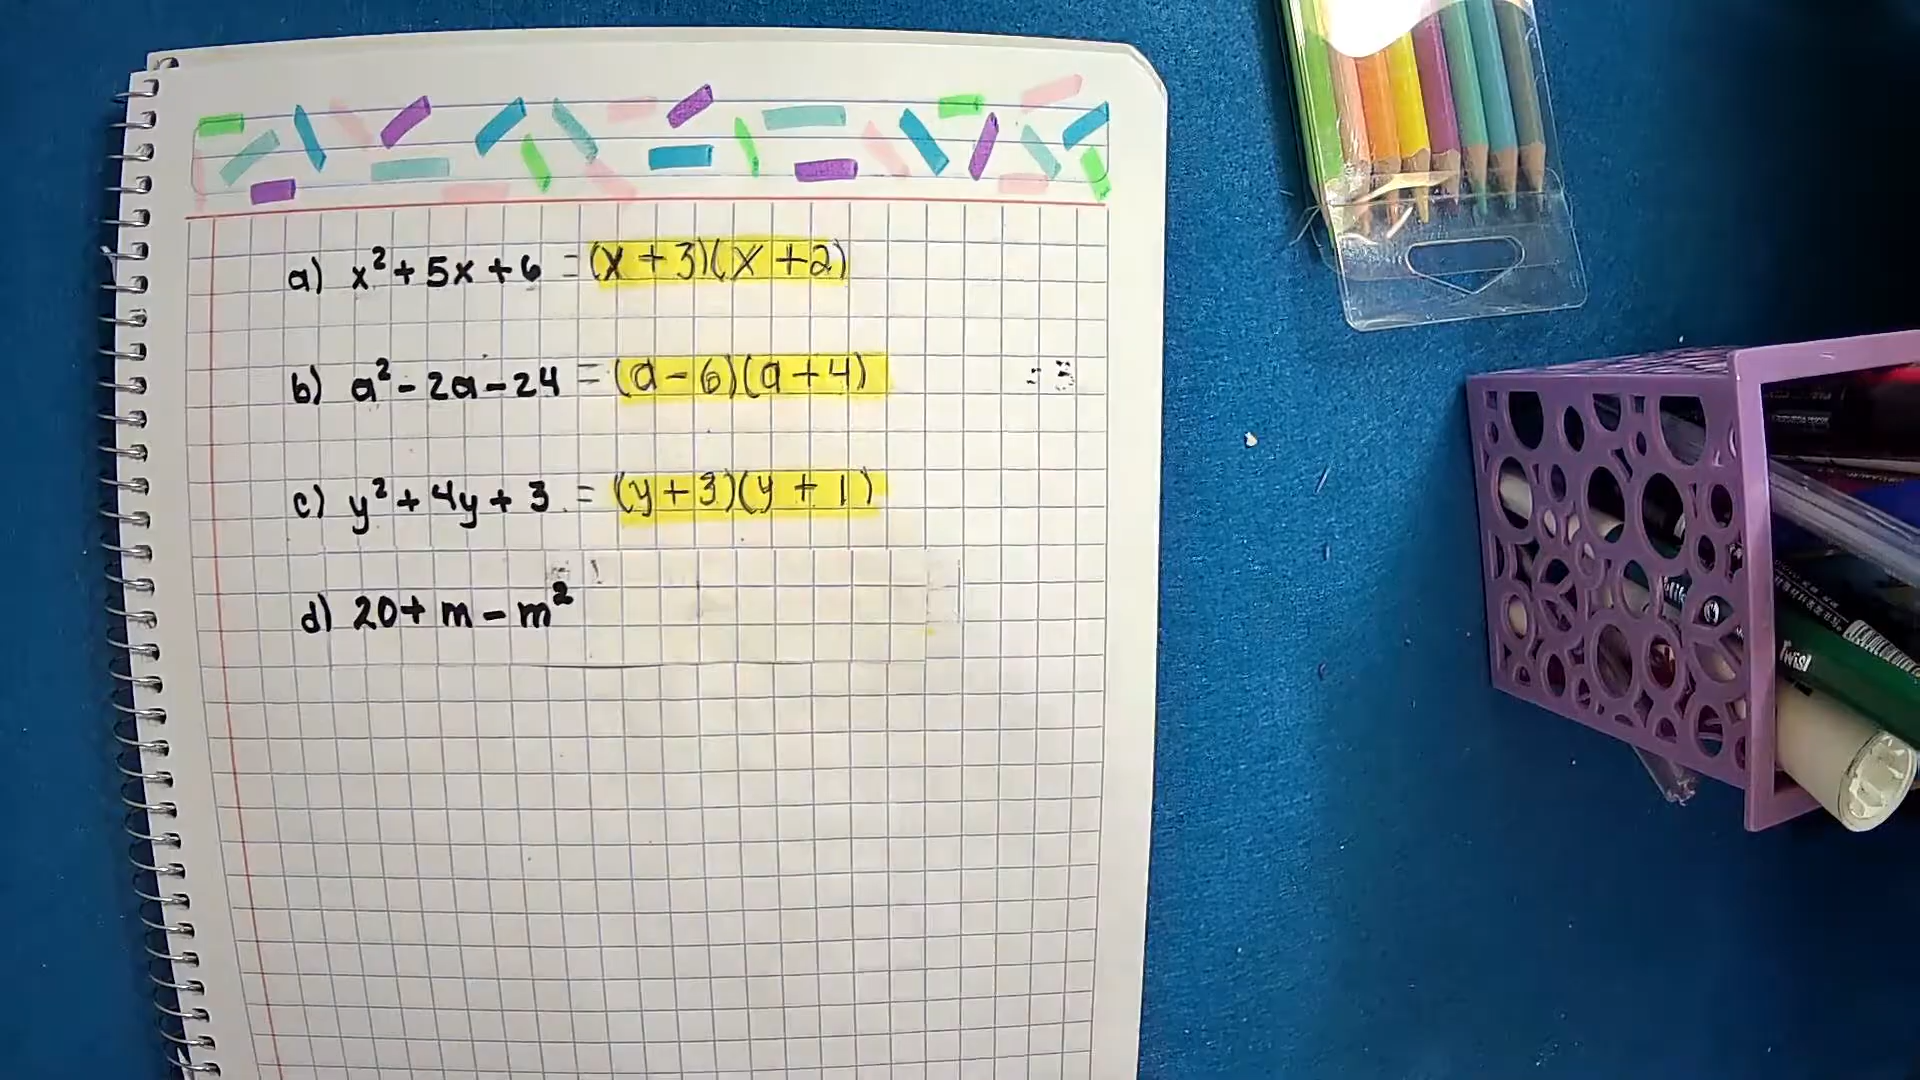 a) x² + 5x + 6 = (x + 3)(x + 2)
b) a² - 2a - 24 = (a - 6)(a + 4)
c) y² + 4y + 3 = (y + 3)(y + 1)
d) 20 + m - m²
Twist